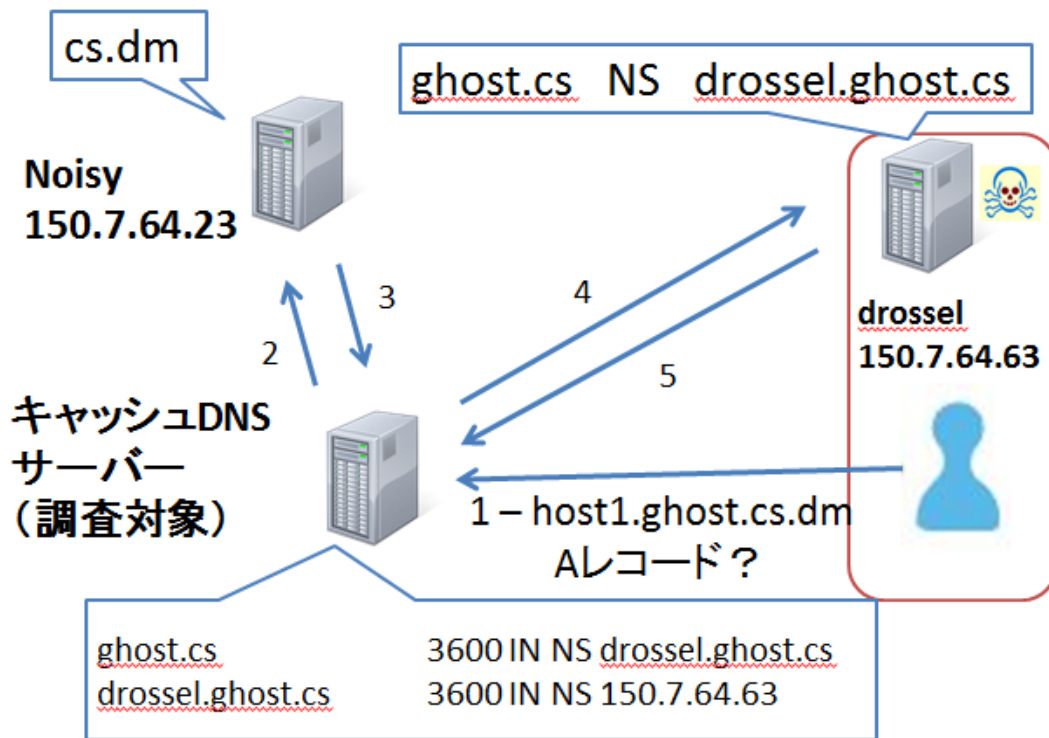 cs.dm
ghost.cs NS drossel.ghost.cs
Noisy
150.7.64.23
2
3
4
5
drossel
150.7.64.63
キャッシュDNS
サーバー
（調査対象）
1 – host1.ghost.cs.dm
Aレコード？
ghost.cs 3600 IN NS drossel.ghost.cs
drossel.ghost.cs 3600 IN NS 150.7.64.63